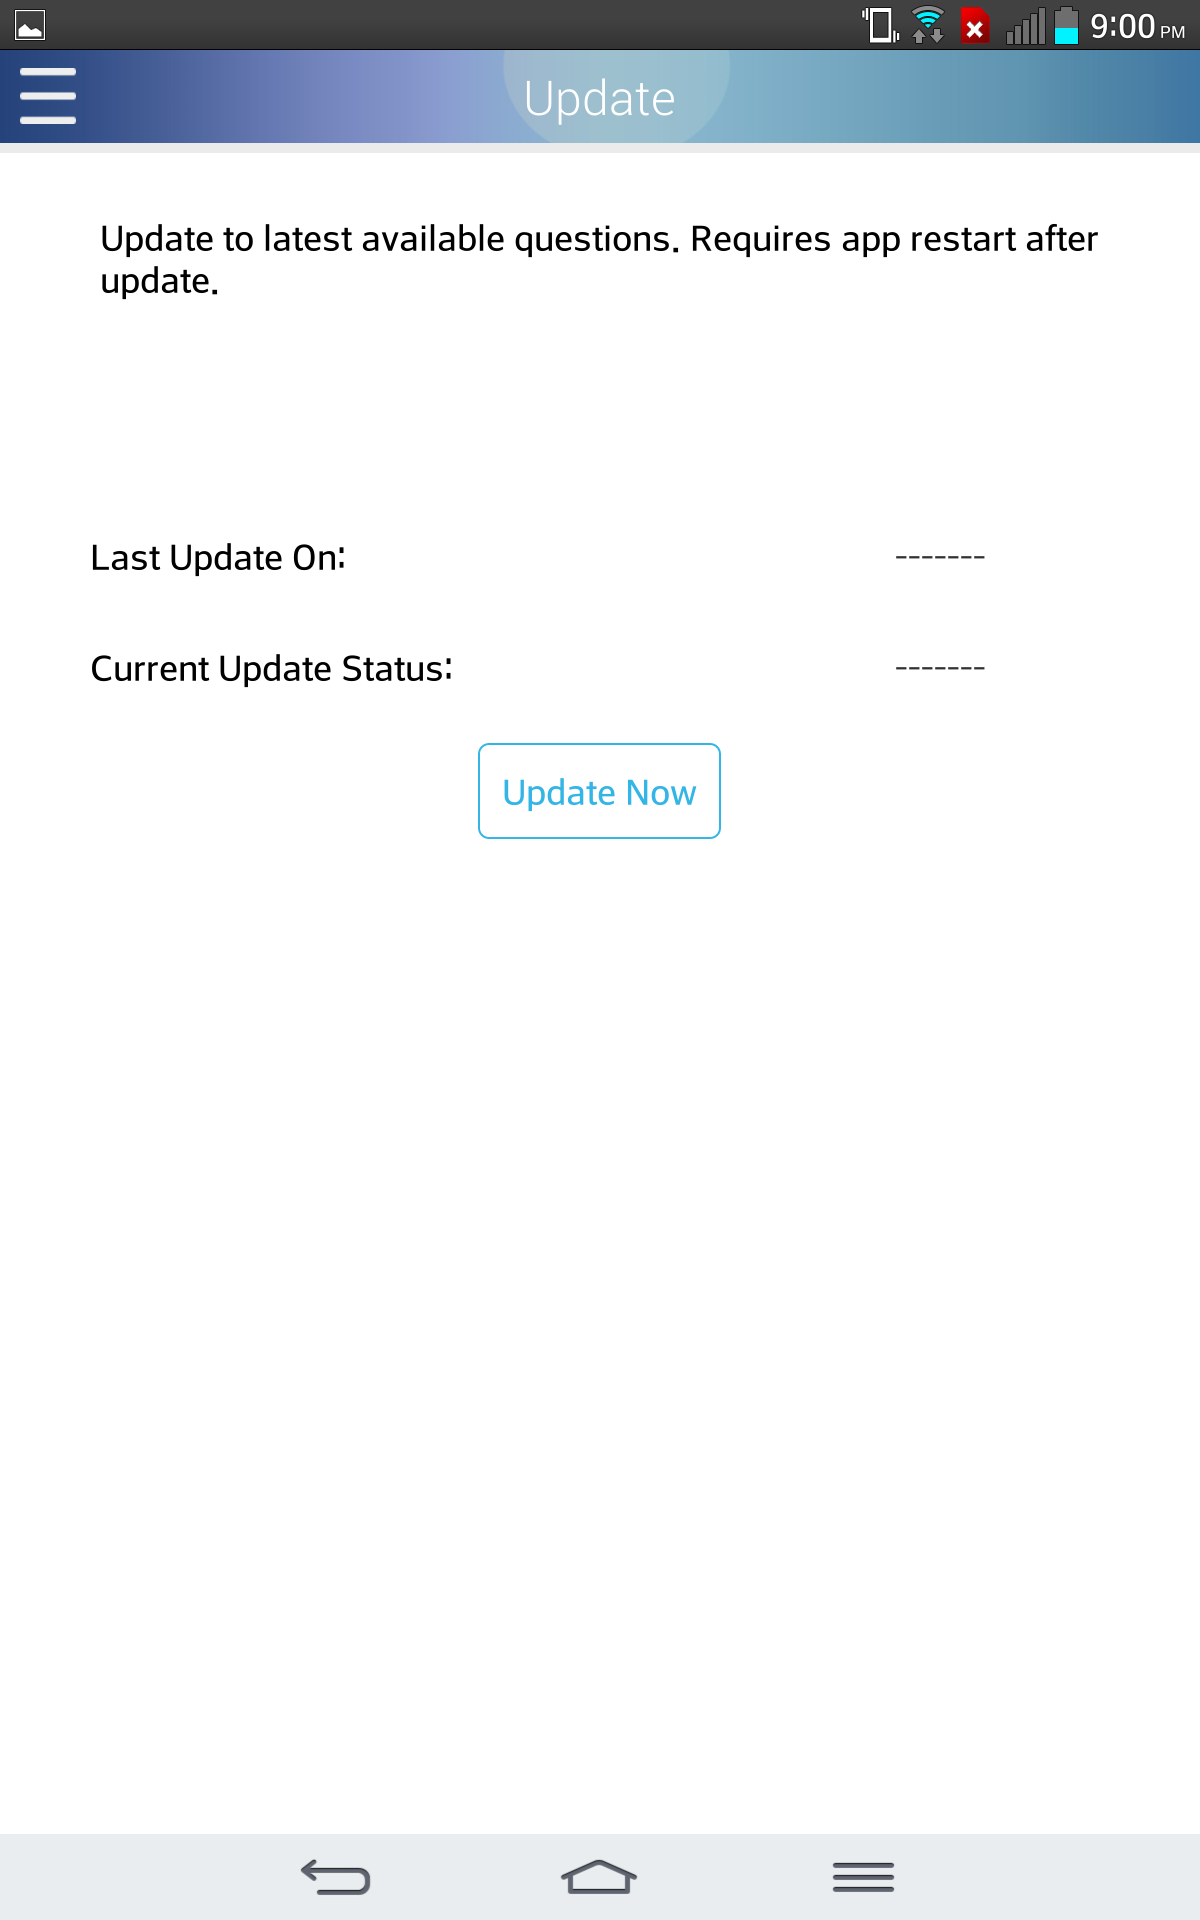 9:00 PM
Update
Update to latest available questions. Requires app restart after
update.
Last Update On: -------
Current Update Status: -------
Update Now